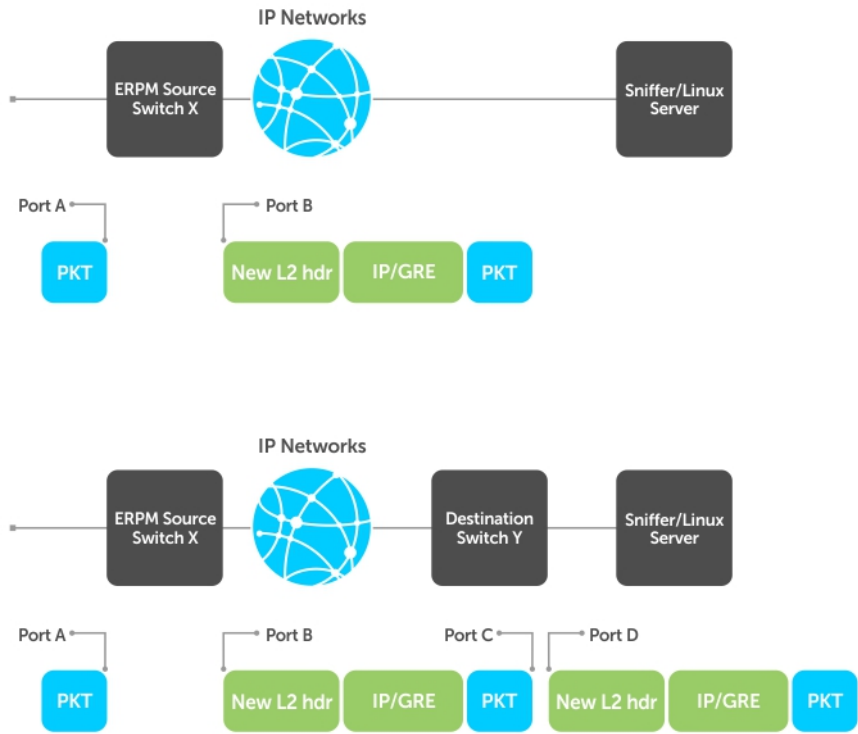 IP Networks
ERPM Source
Switch X
Sniffer/Linux
Server
Port A
Port B
PKT
New L2 hdr
IP/GRE
PKT
IP Networks
ERPM Source
Switch X
Destination
Switch Y
Sniffer/Linux
Server
Port A
Port B
Port C
Port D
PKT
New L2 hdr
IP/GRE
PKT
New L2 hdr
IP/GRE
PKT